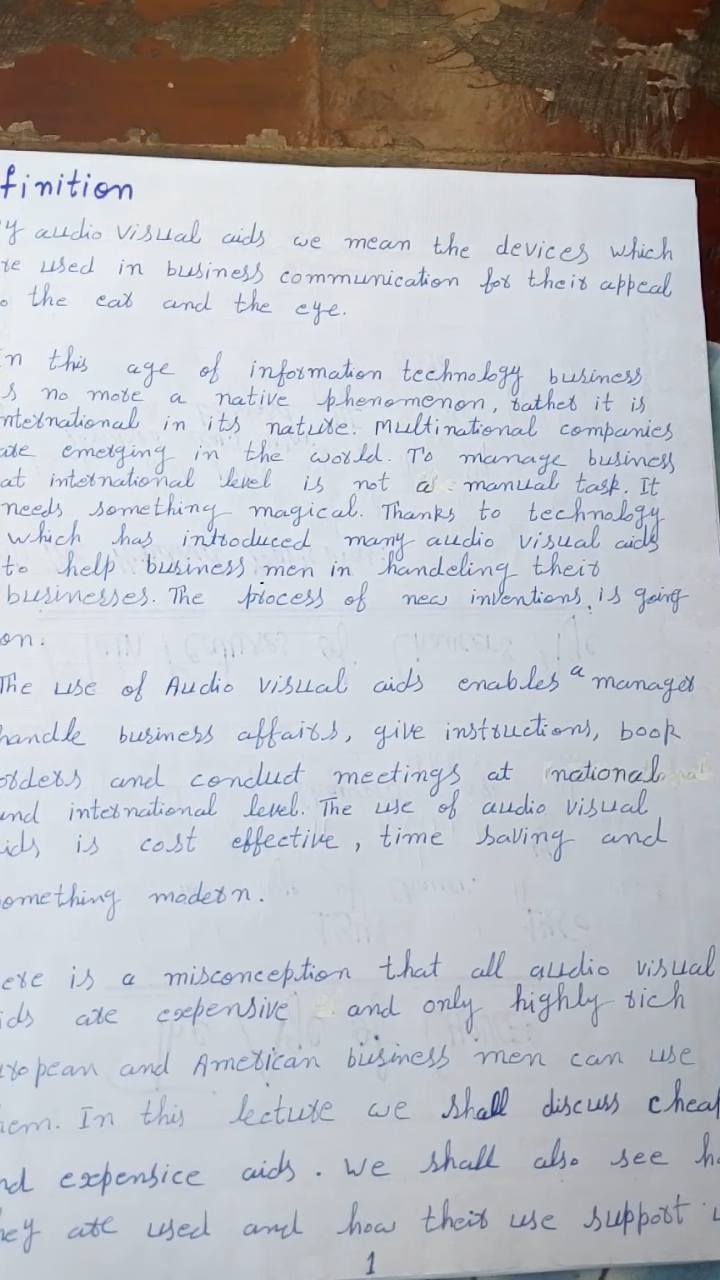 finition
y audio visual aids we mean the devices which
re used in business communication for their appeal
o the ear and the eye.
n this age of information technology business
s no more a native phenomenon, rather it is
nternational in its nature. Multinational companies
are emerging in the world. To manage business
at international level is not a manual task. It
needs something magical. Thanks to technology
which has introduced many audio visual aids
to help business men in handeling their
businesses. The process of new inventions is going
on.
The use of Audio visual aids enables a manager
handle business affairs, give instructions, book
orders and conduct meetings at national
and international level. The use of audio visual
ids is cost effective, time saving and
omething modern.
ere is a misconception that all audio visual
ids are expensive and only highly rich
uropean and American business men can use
hem. In this lecture we shall discuss cheap
nd expensice aids. We shall also see h
hey are used and how their use support
1